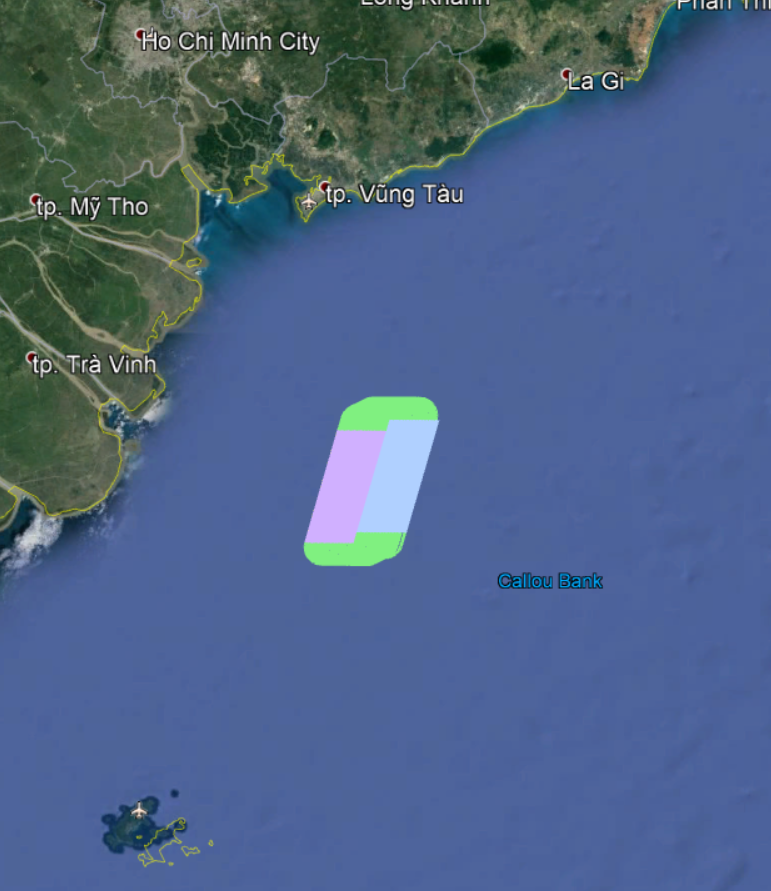 Ho Chi Minh City
La Gi
tp. Vũng Tàu
tp. Mỹ Tho
tp. Trà Vinh
Callou Bank